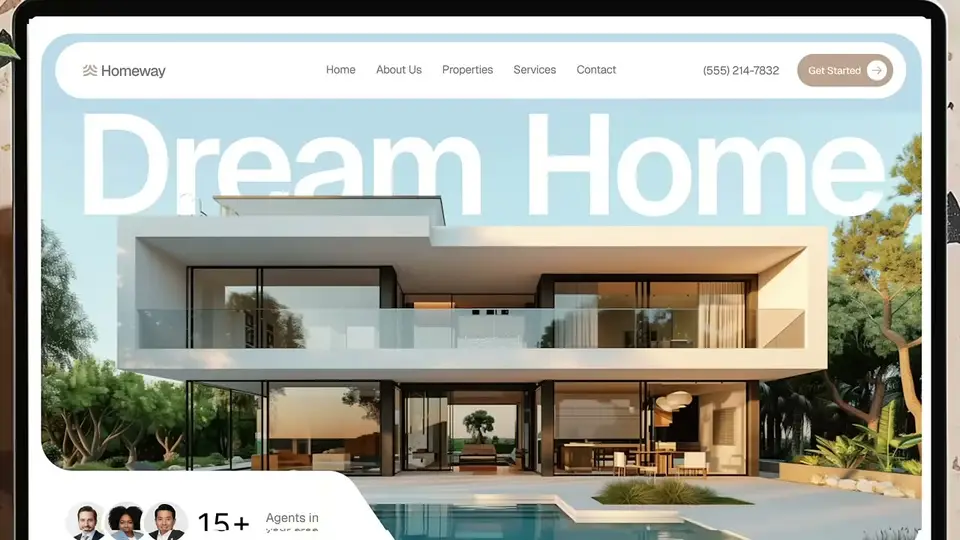 Homeway
Home About Us Properties Services Contact
(555) 214-7832
Get Started
Dream Home
15+
Agents in